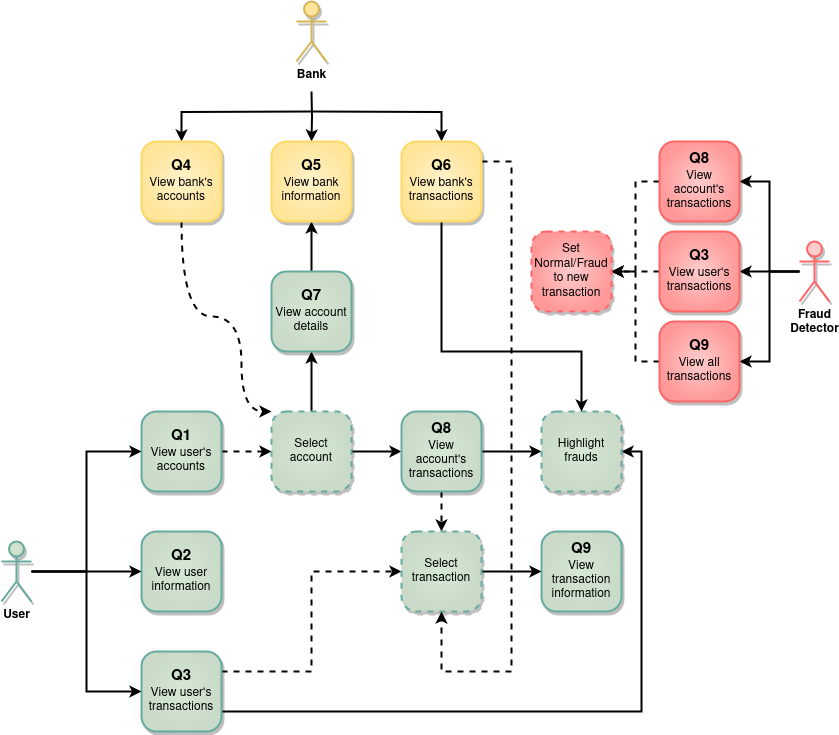 Bank
Q4
View bank's
accounts
Q5
View bank
information
Q6
View bank's
transactions
Q8
View
account's
transactions
Set
Normal/Fraud
to new
transaction
Q3
View user's
transactions
Fraud
Detector
Q9
View all
transactions
Q7
View account
details
Q1
View user's
accounts
Select
account
Q8
View
account's
transactions
Highlight
frauds
Q2
View user
information
Select
transaction
Q9
View
transaction
information
User
Q3
View user's
transactions